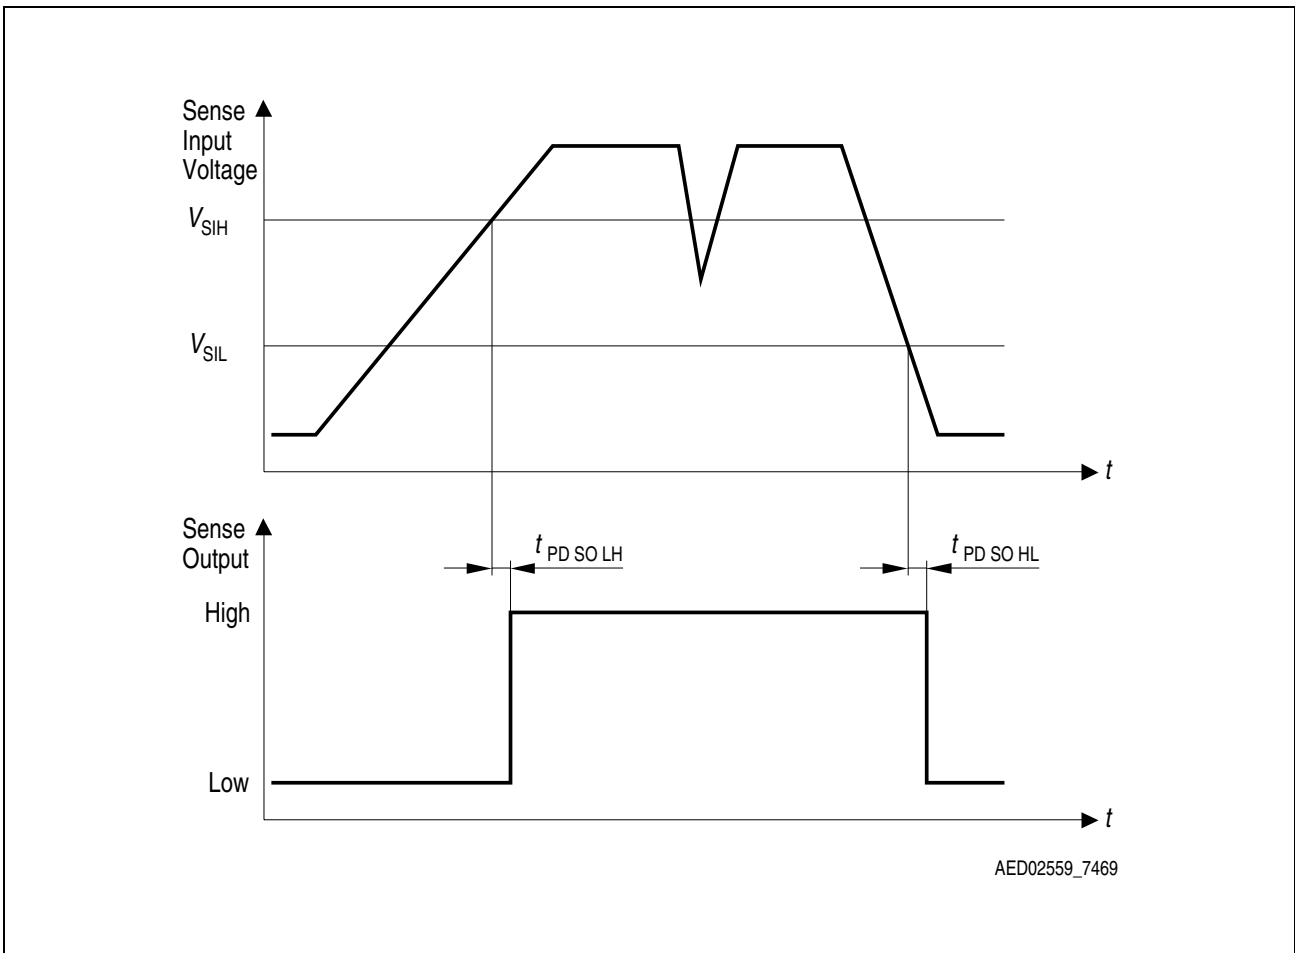 Sense
Input
Voltage
VSIH
VSIL
t
Sense
Output
t PD SO LH
t PD SO HL
High
Low
t
AED02559_7469